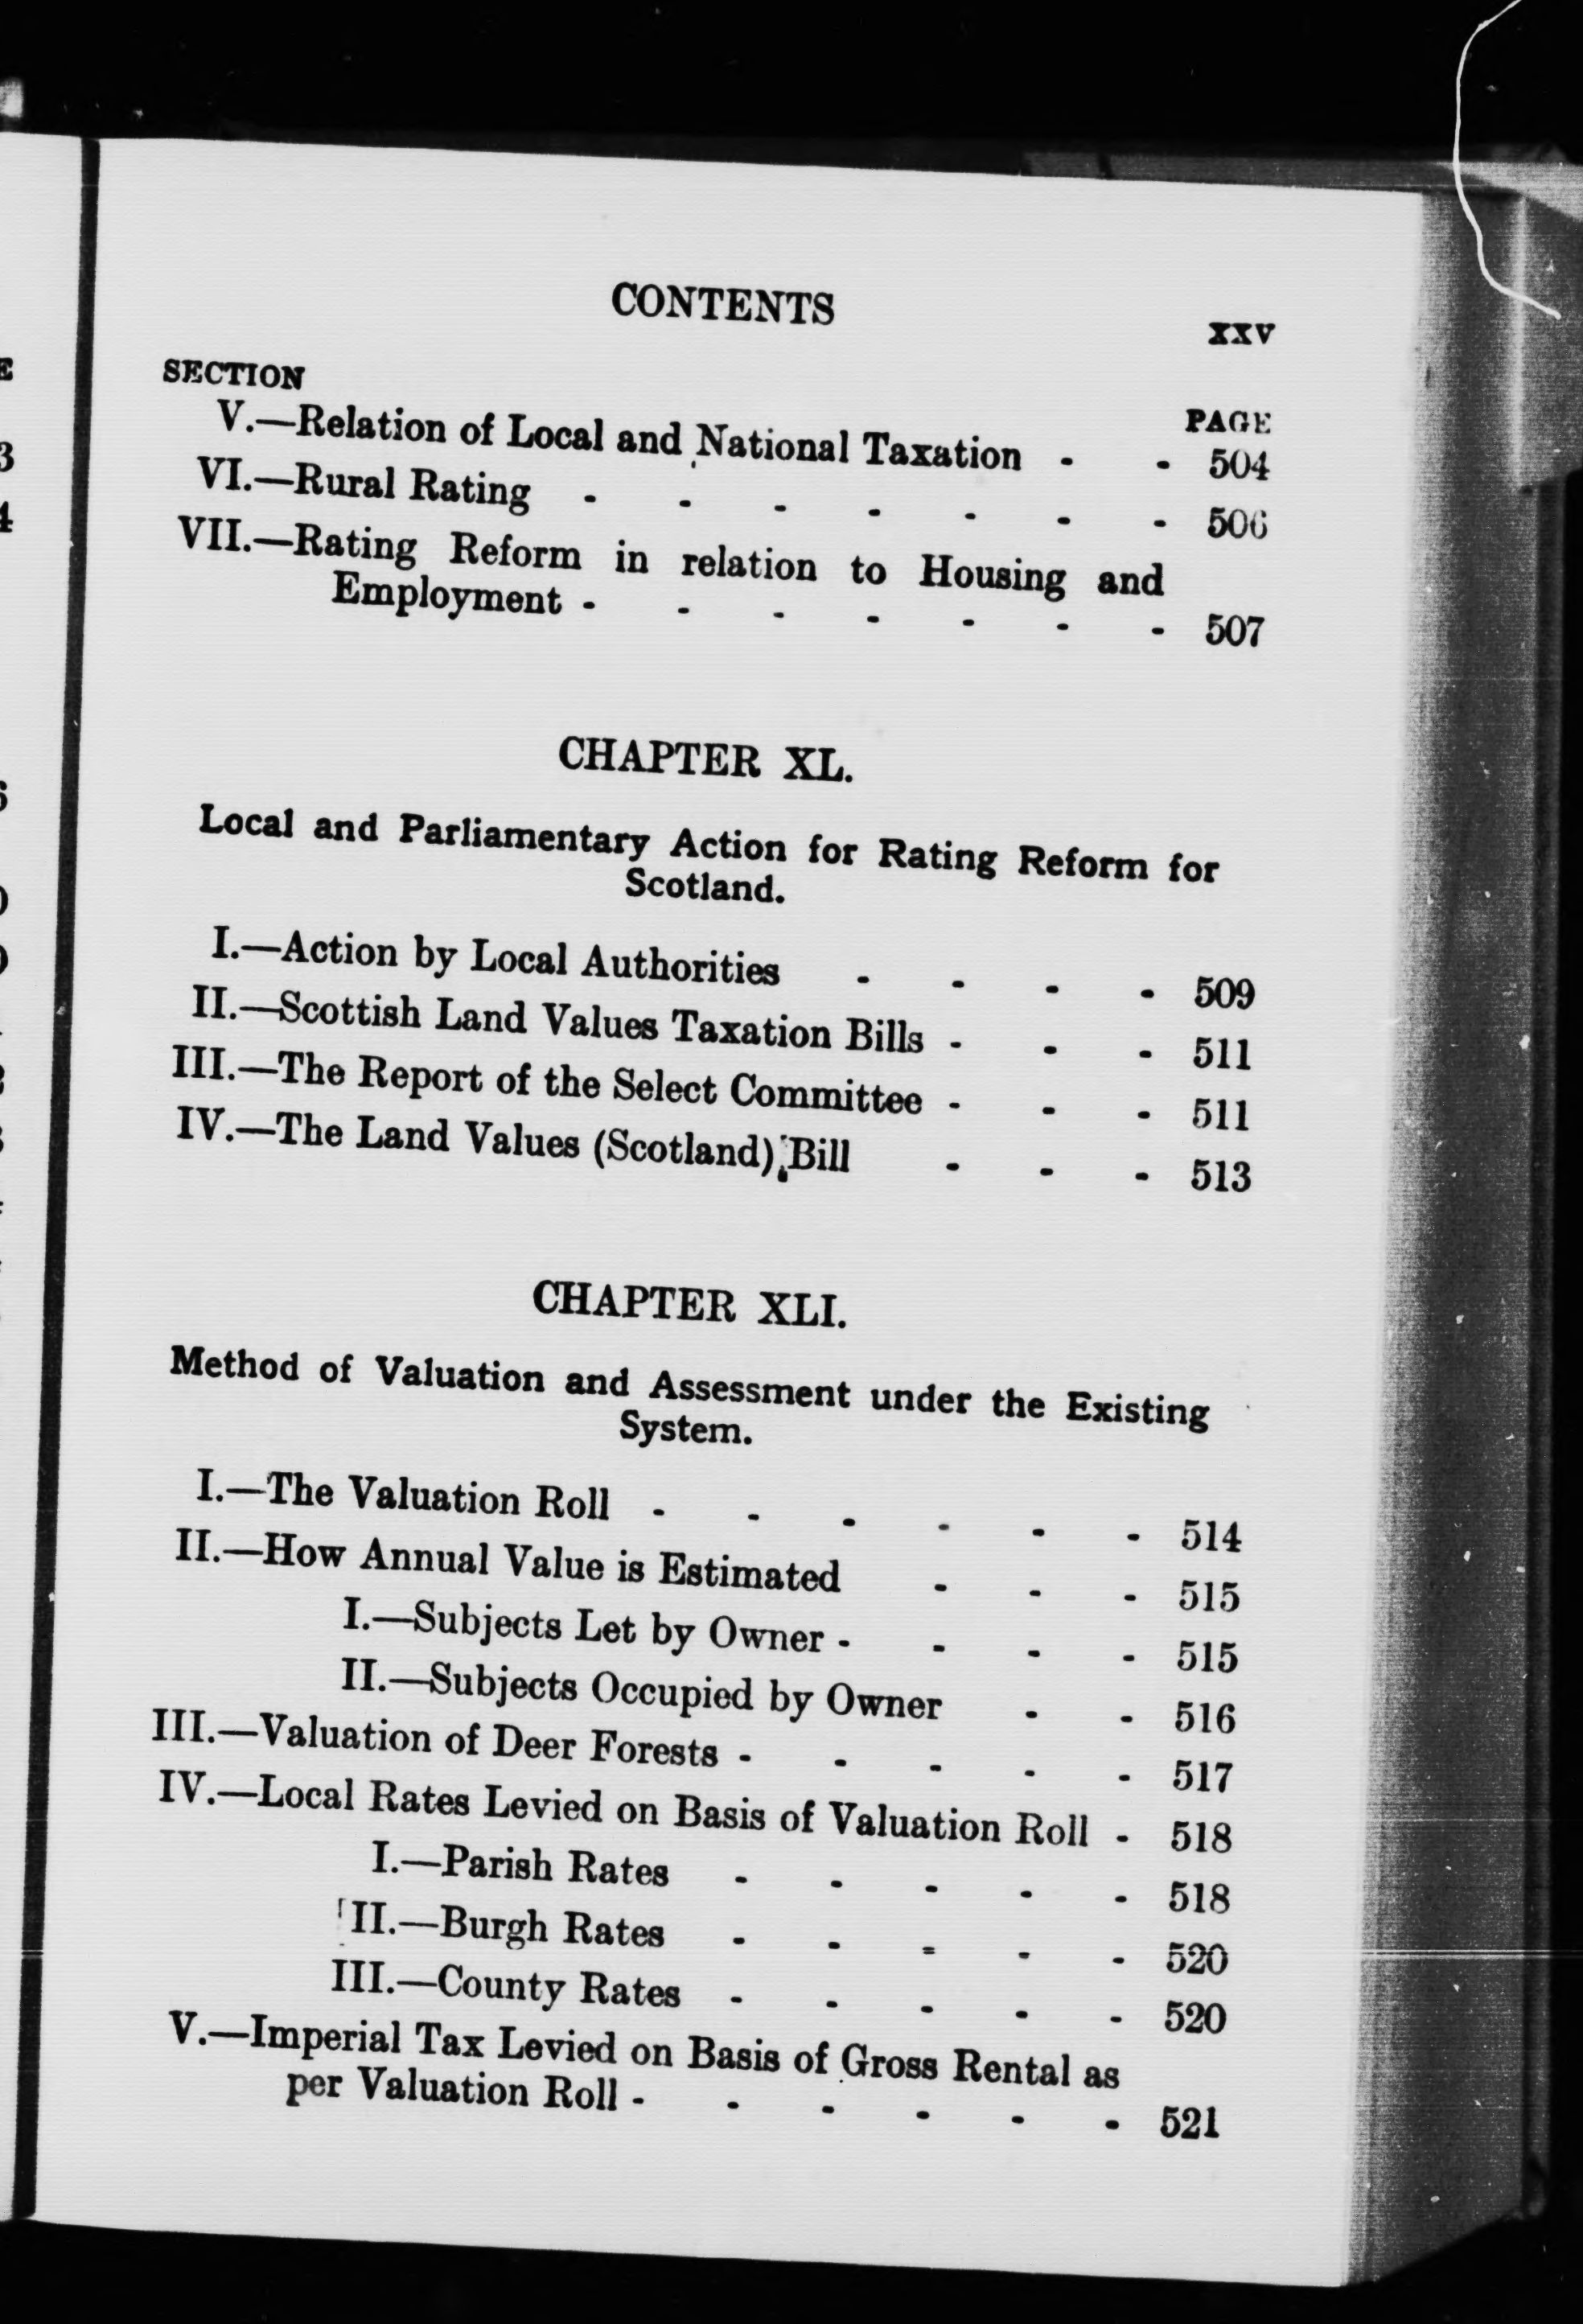 CONTENTS
xxv
SECTION
PAGE
V.—Relation of Local and National Taxation - - 504
VI.—Rural Rating - - - - - - - 506
VII.—Rating Reform in relation to Housing and
Employment - - - - - - - 507
CHAPTER XL.
Local and Parliamentary Action for Rating Reform for
Scotland.
I.—Action by Local Authorities - - - - 509
II.—Scottish Land Values Taxation Bills - - - 511
III.—The Report of the Select Committee - - - 511
IV.—The Land Values (Scotland) Bill - - - 513
CHAPTER XLI.
Method of Valuation and Assessment under the Existing
System.
I.—The Valuation Roll - - - - - - 514
II.—How Annual Value is Estimated - - - 515
I.—Subjects Let by Owner - - - - 515
II.—Subjects Occupied by Owner - - 516
III.—Valuation of Deer Forests - - - - - 517
IV.—Local Rates Levied on Basis of Valuation Roll - 518
I.—Parish Rates - - - - - 518
II.—Burgh Rates - - - - - 520
III.—County Rates - - - - - 520
V.—Imperial Tax Levied on Basis of Gross Rental as
per Valuation Roll - - - - - - 521